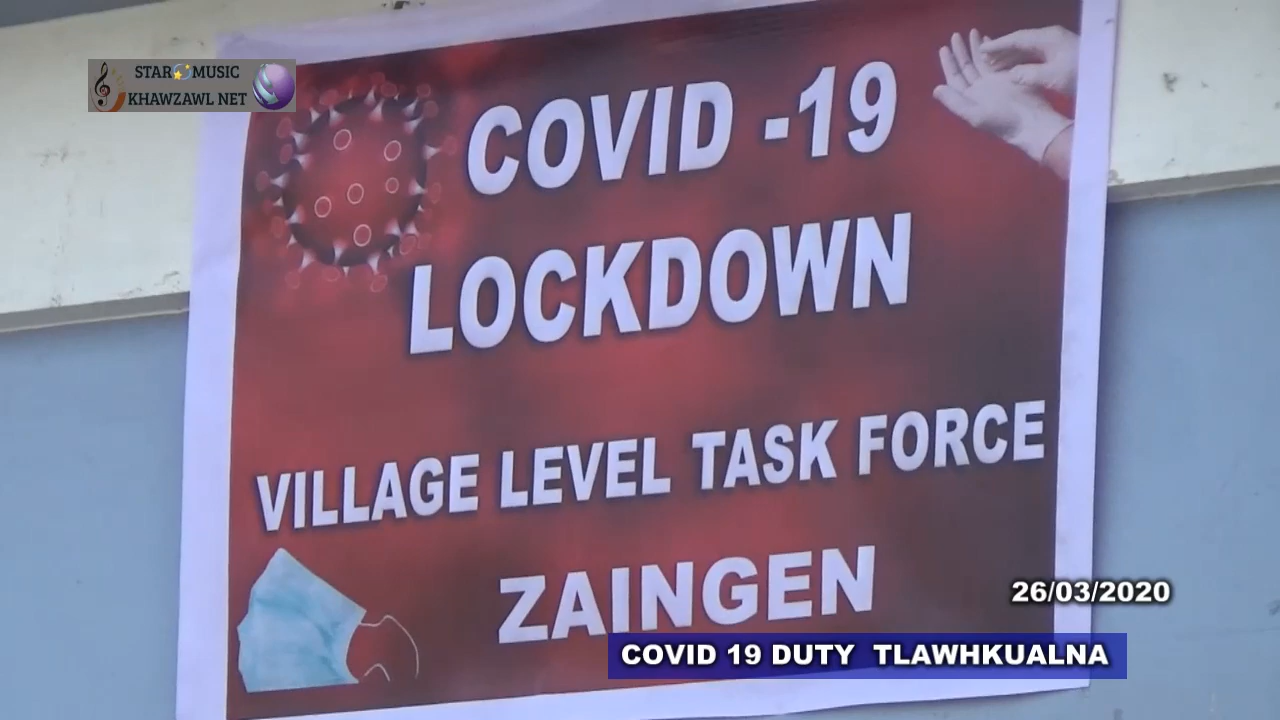 STAR MUSIC
KHAWZAWL NET
COVID -19
LOCKDOWN
VILLAGE LEVEL TASK FORCE
ZAINGEN
26/03/2020
COVID 19 DUTY TLAWHKUALNA